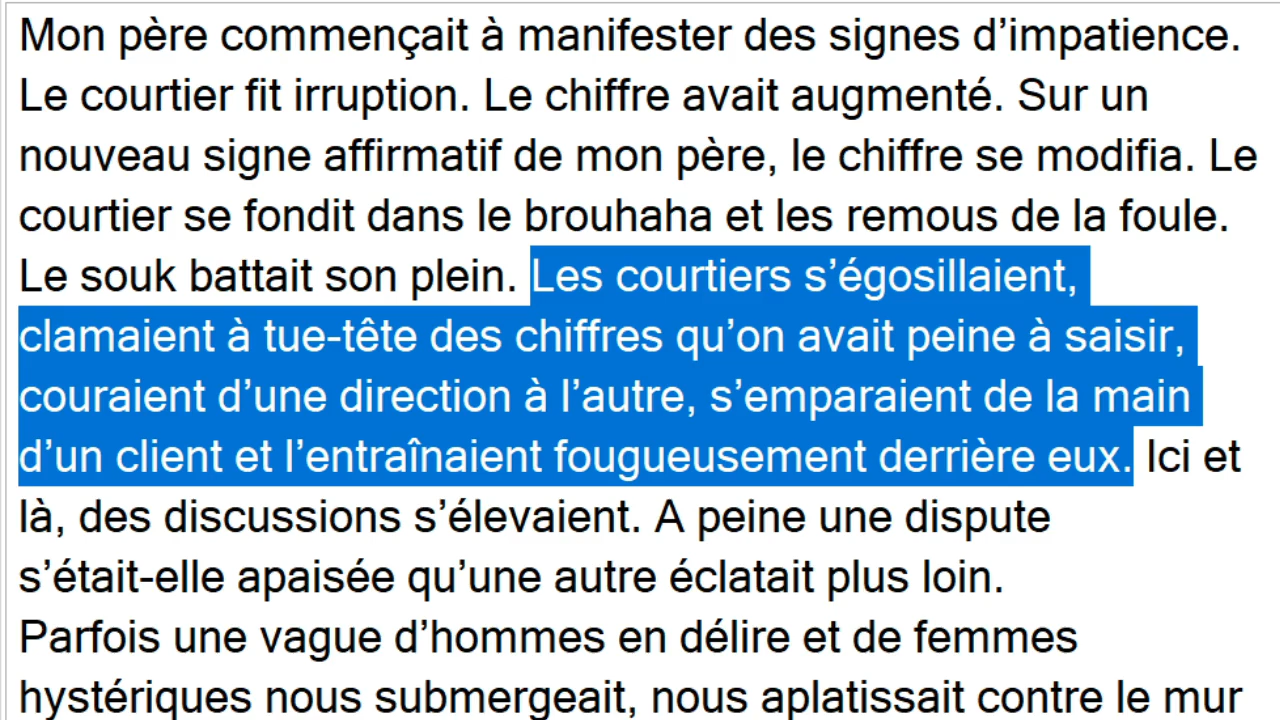 Mon père commençait à manifester des signes d’impatience.
Le courtier fit irruption. Le chiffre avait augmenté. Sur un
nouveau signe affirmatif de mon père, le chiffre se modifia. Le
courtier se fondit dans le brouhaha et les remous de la foule.
Le souk battait son plein. Les courtiers s’égosillaient,
clamaient à tue-tête des chiffres qu’on avait peine à saisir,
couraient d’une direction à l’autre, s’emparaient de la main
d’un client et l’entraînaient fougueusement derrière eux. Ici et
là, des discussions s’élevaient. A peine une dispute
s’était-elle apaisée qu’une autre éclatait plus loin.
Parfois une vague d’hommes en délire et de femmes
hystériques nous submergeait, nous aplatissait contre le mur